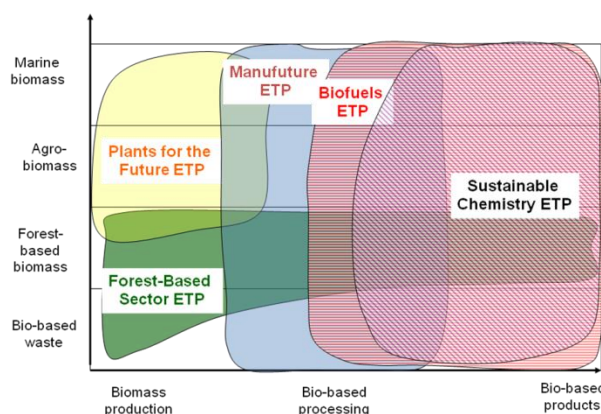 Marine
biomass
Agro-
biomass
Forest-
based
biomass
Bio-based
waste
Manufuture
ETP
Biofuels
ETP
Plants for the
Future ETP
Sustainable
Chemistry ETP
Forest-Based
Sector ETP
Biomass
production
Bio-based
processing
Bio-based
products